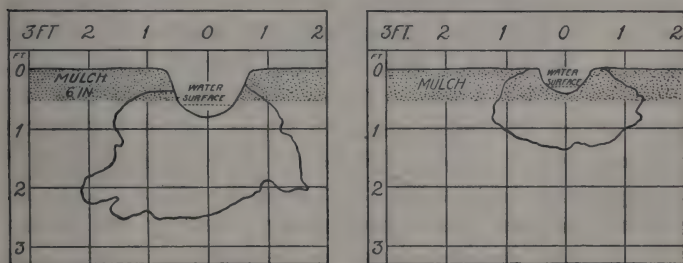 3FT 2 1 0 1 2
FT
0
MULCH
6 IN
WATER
SURFACE
1
2
3
3FT. 2 1 0 1 2
FT
0
MULCH
WATER
SURFACE
1
2
3